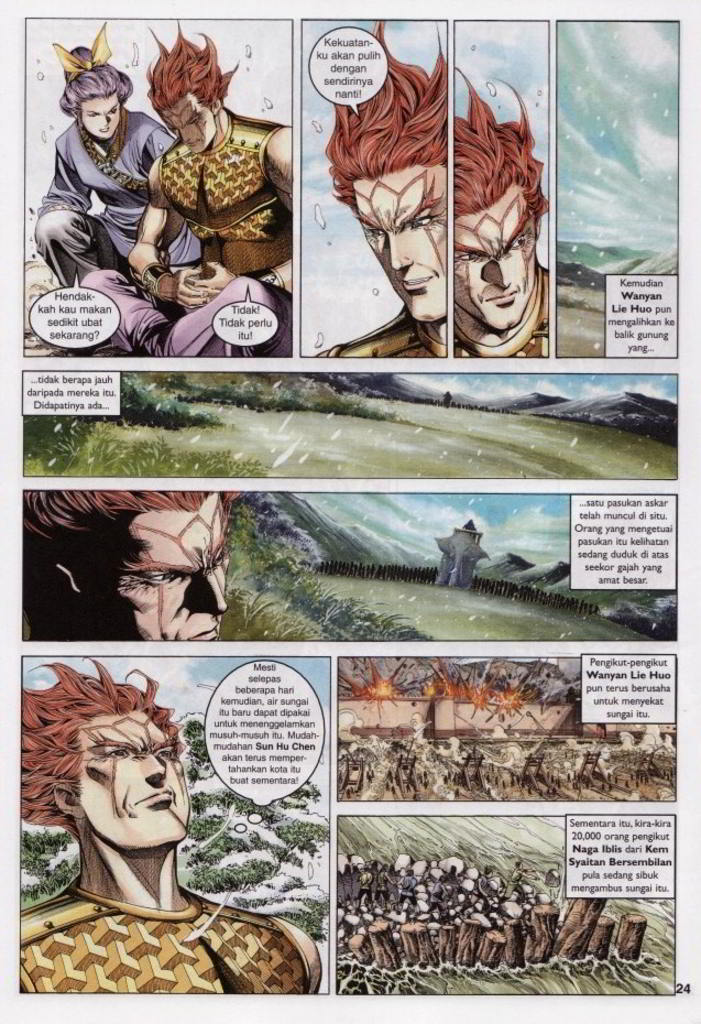 Hendak-
kah kau makan
sedikit ubat
sekarang?
Tidak!
Tidak perlu
itu!
Kekuatan-
ku akan pulih
dengan
sendirinya
nanti!
Kemudian
Wanyan
Lie Huo pun
mengalihkan ke
balik gunung
yang...
...tidak berapa jauh
daripada mereka itu.
Didapatinya ada...
...satu pasukan askar
telah muncul di situ.
Orang yang mengetuai
pasukan itu kelihatan
sedang duduk di atas
seekor gajah yang
amat besar.
Mesti
selepas
beberapa hari
kemudian, air sungai
itu baru dapat dipakai
untuk menenggelamkan
musuh-musuh itu. Mudah-
mudahan Sun Hu Chen
akan terus memper-
tahankan kota itu
buat sementara!
Pengikut-pengikut
Wanyan Lie Huo
pun terus berusaha
untuk menyekat
sungai itu.
Sementara itu, kira-kira
20,000 orang pengikut
Naga Iblis dari Kem
Syaitan Bersembilan
pula sedang sibuk
mengambus sungai itu.
24